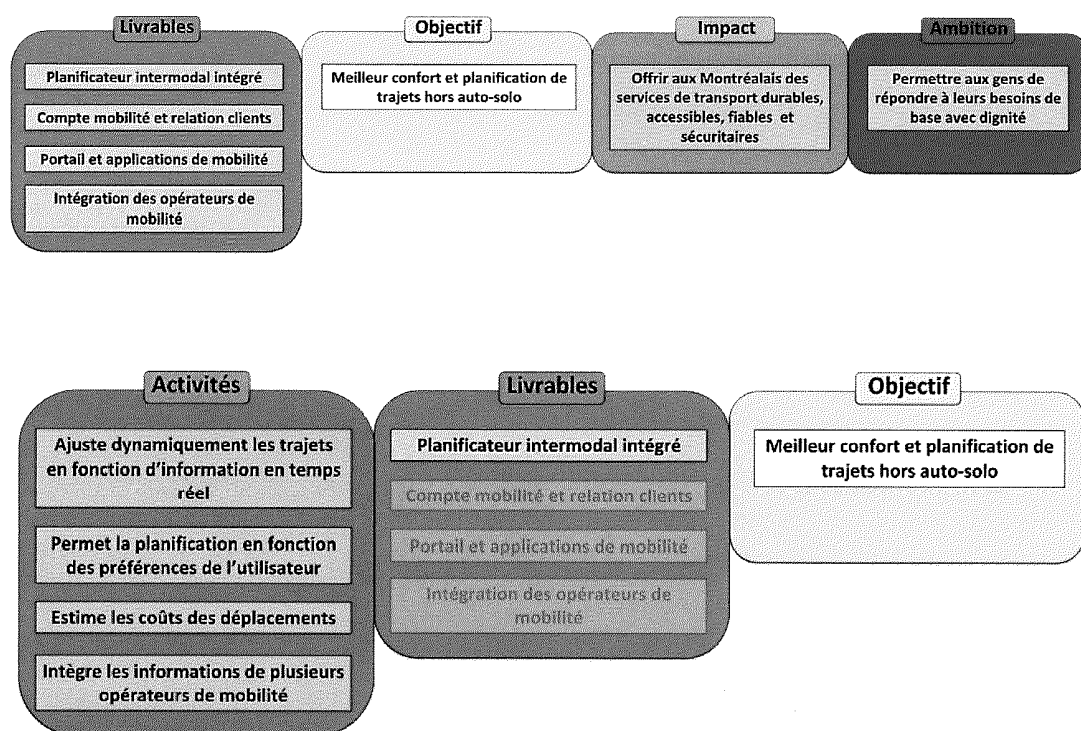 Livrables
Planificateur intermodal intégré
Compte mobilité et relation clients
Portail et applications de mobilité
Intégration des opérateurs de
mobilité
Objectif
Meilleur confort et planification de
trajets hors auto-solo
Impact
Offrir aux Montréalais des
services de transport durables,
accessibles, fiables et
sécuritaires
Ambition
Permettre aux gens de
répondre à leurs besoins de
base avec dignité
Activités
Ajuste dynamiquement les trajets
en fonction d'information en temps
réel
Permet la planification en fonction
des préférences de l'utilisateur
Estime les coûts des déplacements
Intègre les informations de plusieurs
opérateurs de mobilité
Livrables
Planificateur intermodal intégré
Compte mobilité et relation clients
Portail et applications de mobilité
Intégration des opérateurs de
mobilité
Objectif
Meilleur confort et planification de
trajets hors auto-solo